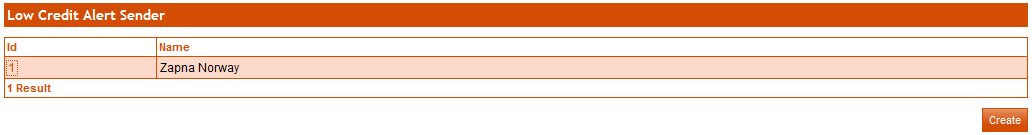 Low Credit Alert Sender
Id Name
1 Zapna Norway
1 Result
Create